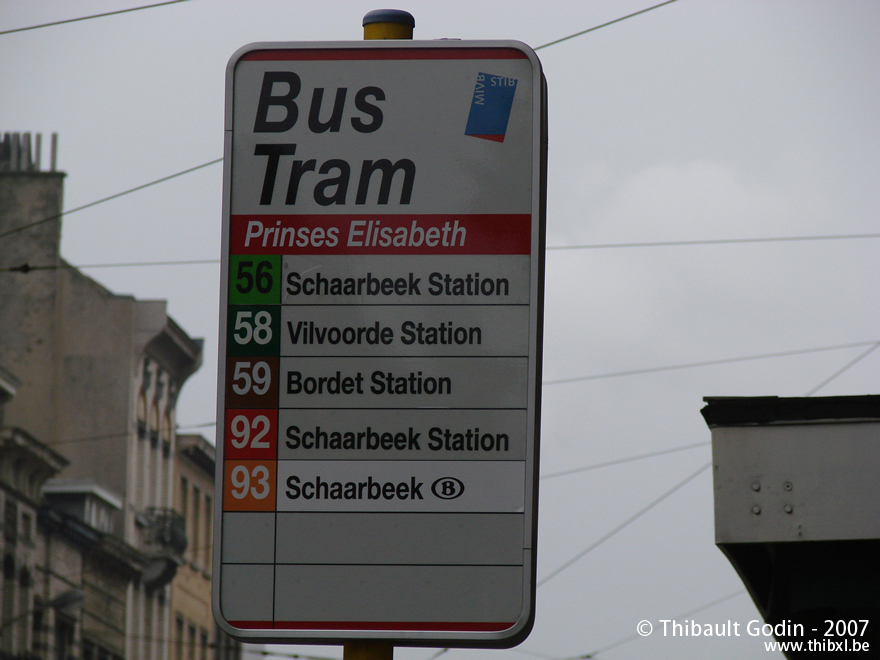 Bus
MIVB STIB
Tram
Prinses Elisabeth
56 Schaarbeek Station
58 Vilvoorde Station
59 Bordet Station
92 Schaarbeek Station
93 Schaarbeek B
© Thibault Godin - 2007
www.thibxl.be